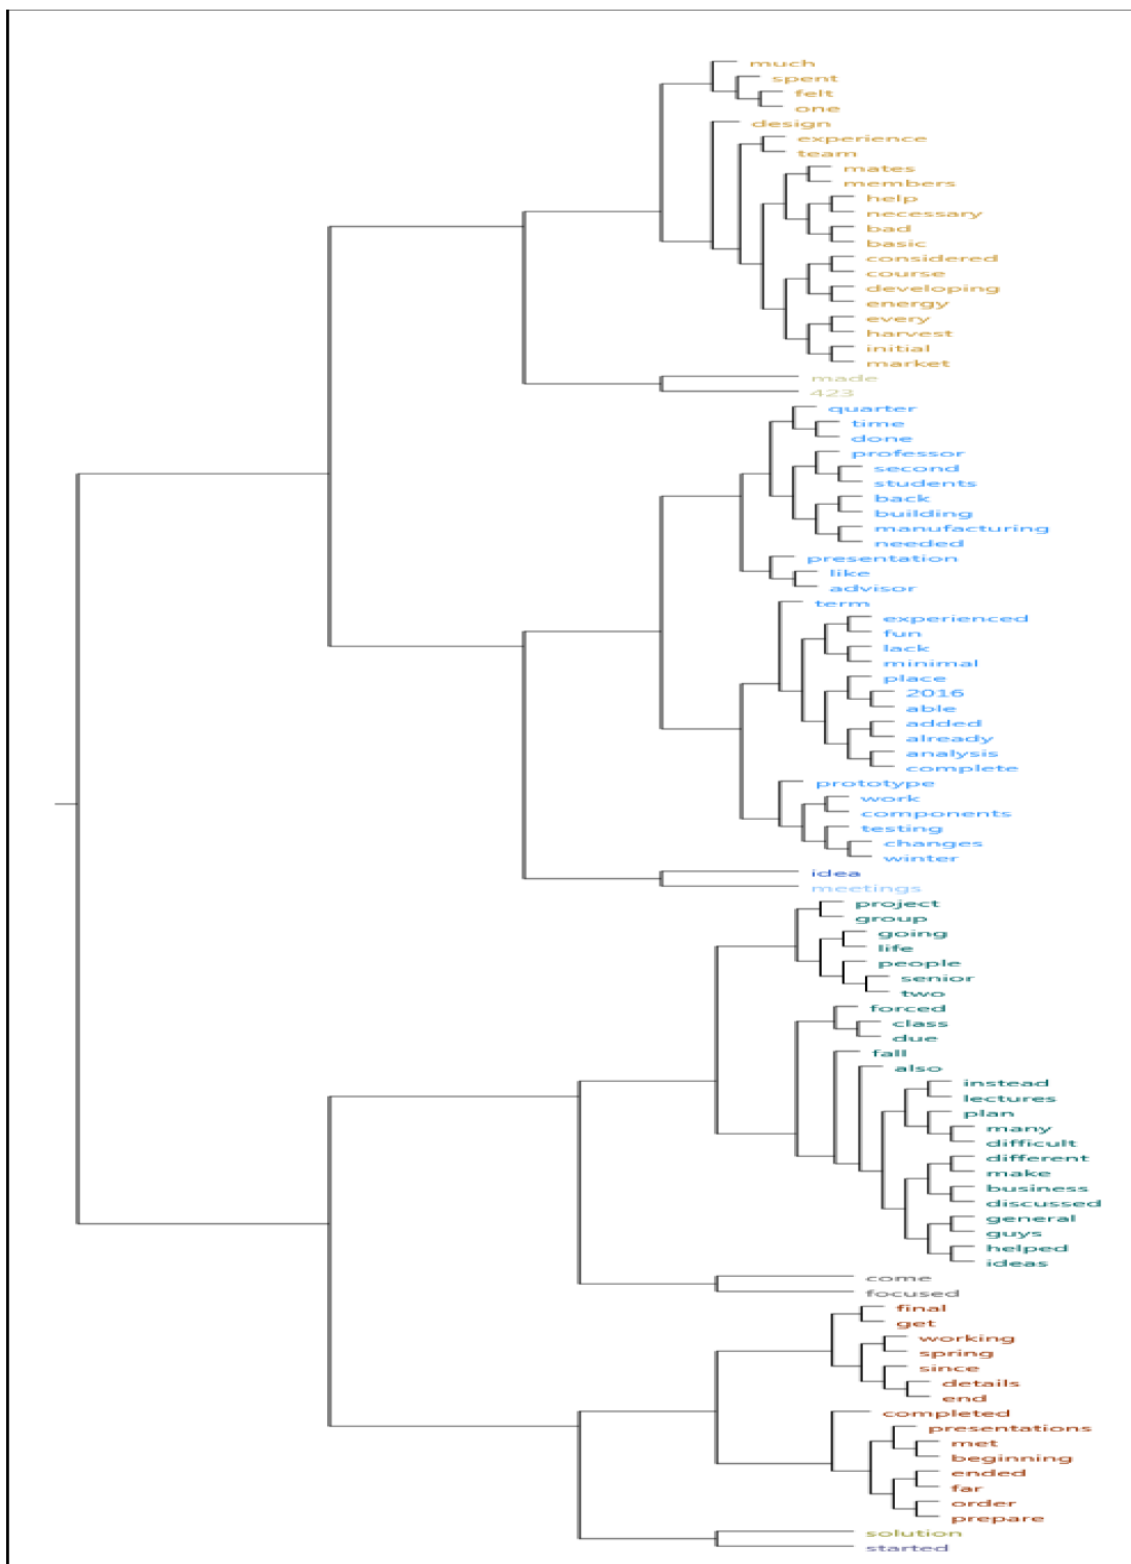 much
spent
felt
one
design
experience
team
mates
members
help
necessary
bad
basic
considered
course
developing
energy
every
harvest
initial
market
made
423
quarter
time
done
professor
second
students
back
building
manufacturing
needed
presentation
like
advisor
term
experienced
fun
lack
minimal
place
2016
able
added
already
analysis
complete
prototype
work
components
testing
changes
winter
idea
meetings
project
group
going
life
people
senior
two
forced
class
due
fall
also
instead
lectures
plan
many
difficult
different
make
business
discussed
general
guys
helped
ideas
come
focused
final
get
working
spring
since
details
end
completed
presentations
met
beginning
ended
far
order
prepare
solution
started